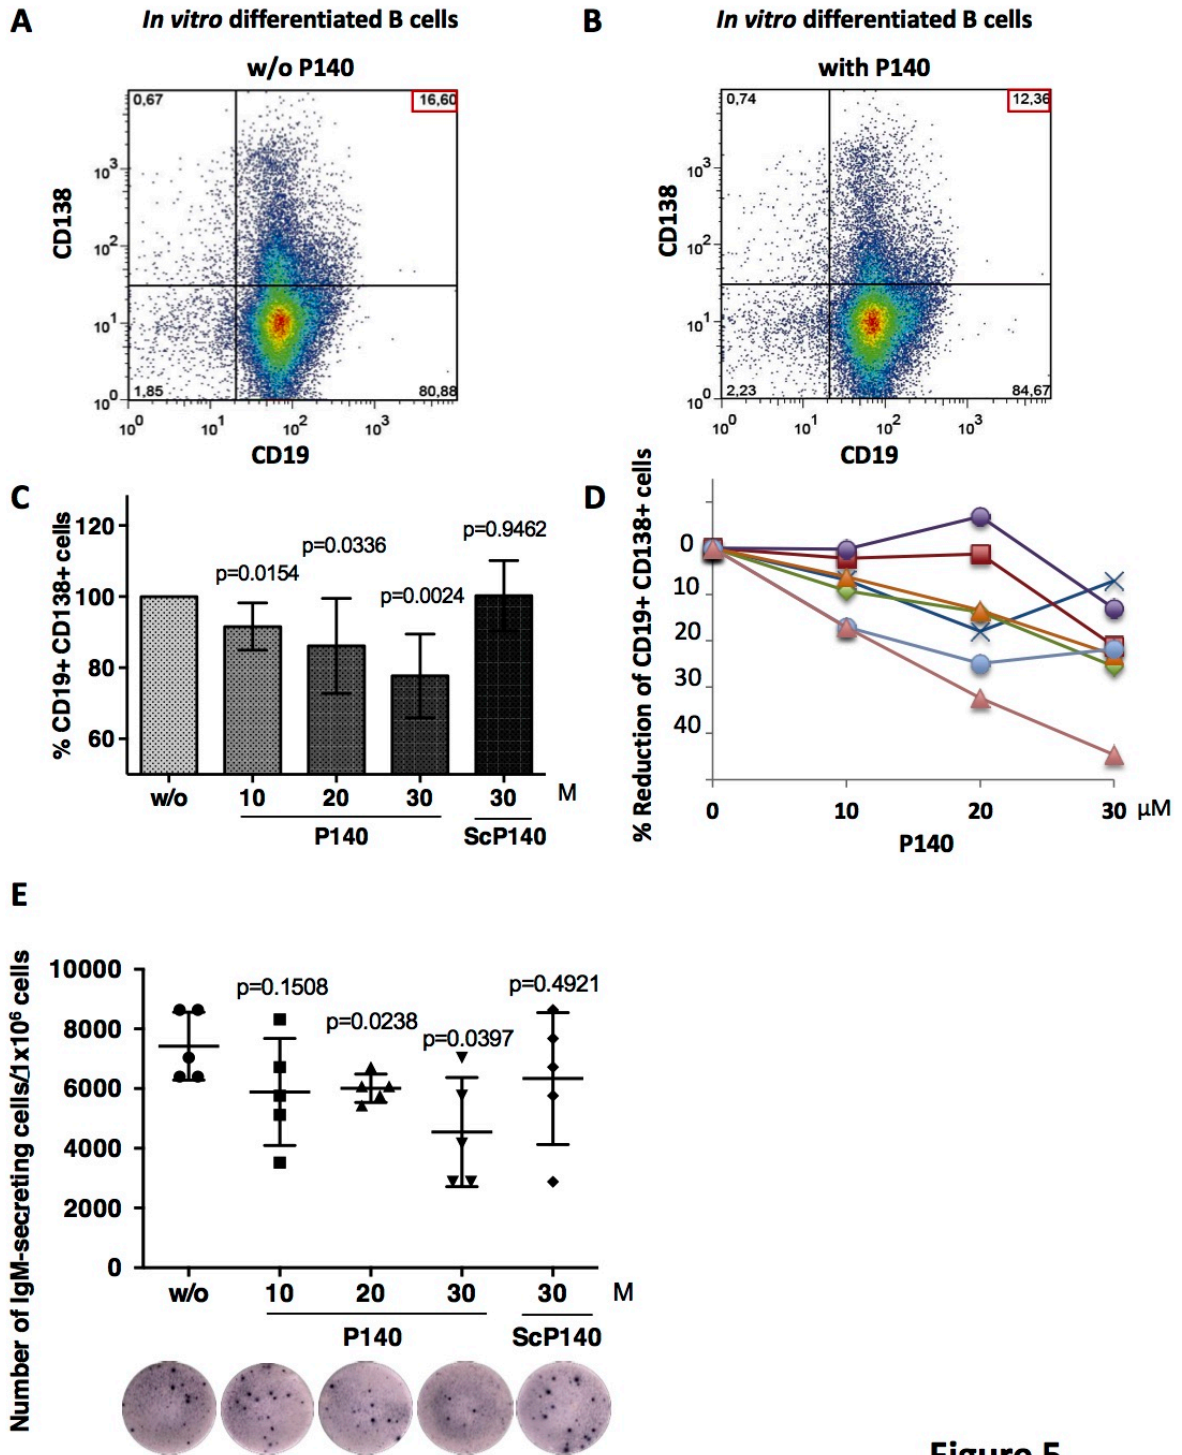 A
In vitro differentiated B cells
w/o P140
0,67
16,60
10³
10²
10¹
10⁰
1,85
80,88
10⁰ 10¹ 10² 10³
CD138
CD19
B
In vitro differentiated B cells
with P140
0,74
12,36
10³
10²
10¹
10⁰
2,23
84,67
10⁰ 10¹ 10² 10³
CD138
CD19
C
% CD19+ CD138+ cells
120
100
80
60
p=0.0154
p=0.0336
p=0.0024
p=0.9462
w/o 10 20 30 30 M
P140 ScP140
D
% Reduction of CD19+ CD138+ cells
0
10
20
30
40
0 10 20 30 µM
P140
E
Number of IgM-secreting cells/1x10⁶ cells
10000
8000
6000
4000
2000
0
p=0.1508
p=0.0238
p=0.0397
p=0.4921
w/o 10 20 30 30 M
P140 ScP140